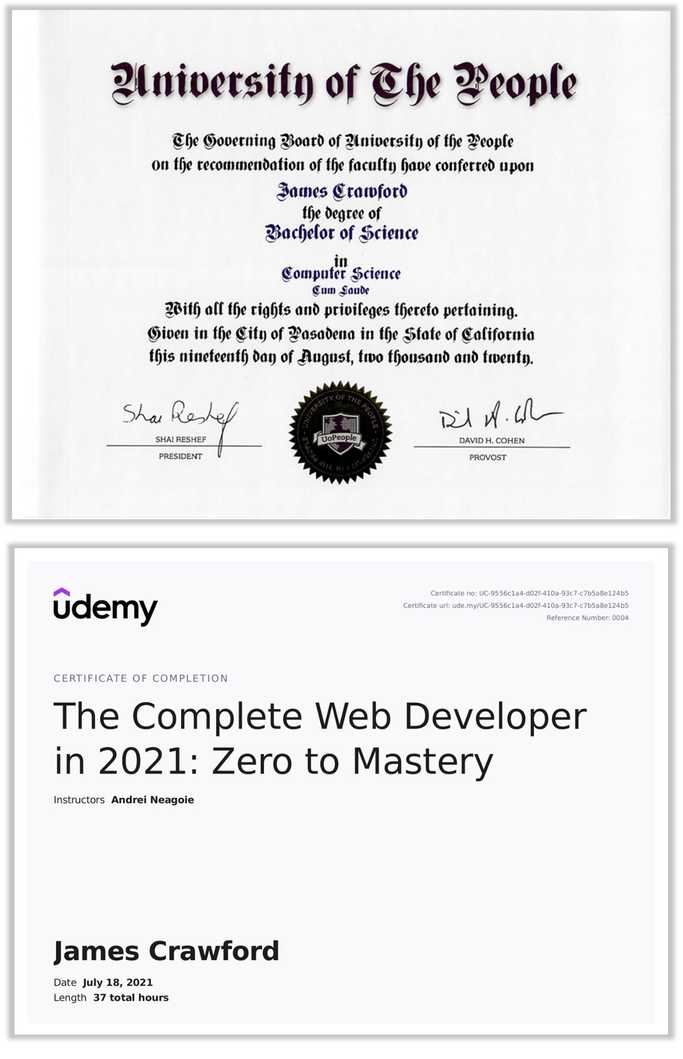 University of The People
The Governing Board of University of the People
on the recommendation of the faculty have conferred upon
James Crawford
the degree of
Bachelor of Science
in
Computer Science
Cum Laude
With all the rights and privileges thereto pertaining.
Given in the City of Pasadena in the State of California
this nineteenth day of August, two thousand and twenty.
Shai Reshef
SHAI RESHEF
PRESIDENT
UNIVERSITY OF THE PEOPLE
UoPeople
DAVID H. COHEN
PROVOST
udemy
Certificate no: UC-9556c1a4-d02f-410a-93c7-c7b5a8e124b5
Certificate url: ude.my/UC-9556c1a4-d02f-410a-93c7-c7b5a8e124b5
Reference Number: 0004
CERTIFICATE OF COMPLETION
The Complete Web Developer
in 2021: Zero to Mastery
Instructors Andrei Neagoie
James Crawford
Date July 18, 2021
Length 37 total hours